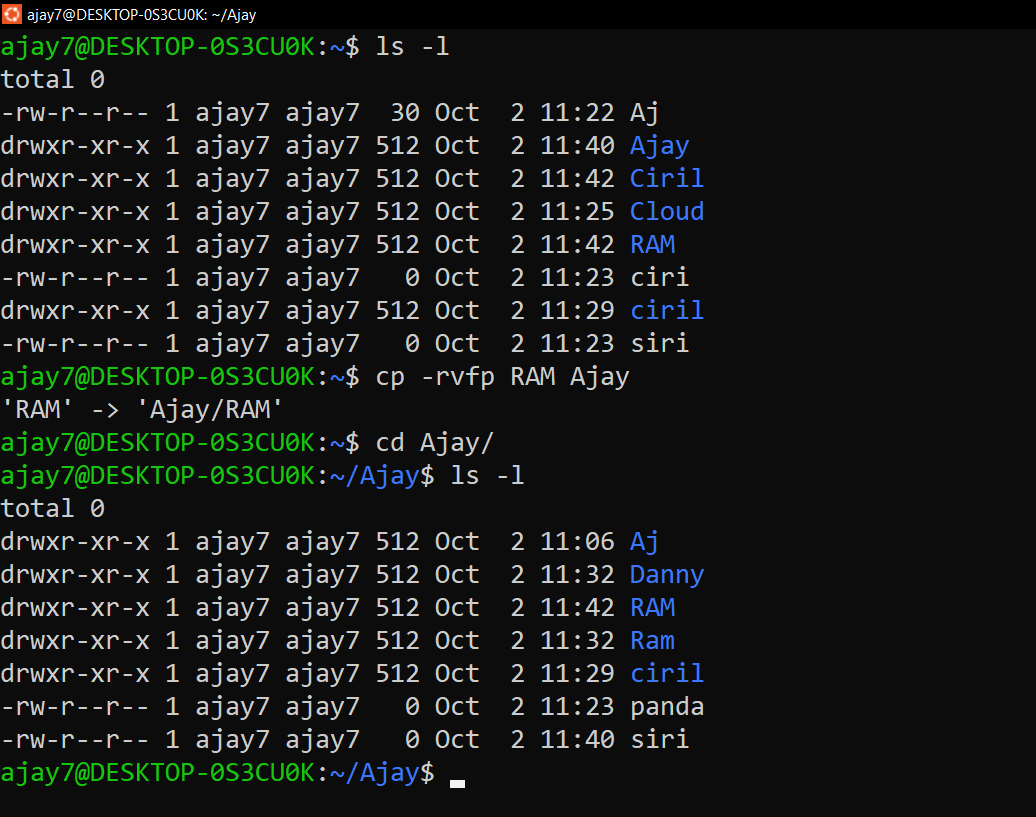 ajay7@DESKTOP-0S3CU0K: ~/Ajay
ajay7@DESKTOP-0S3CU0K:~$ ls -l
total 0
-rw-r--r-- 1 ajay7 ajay7  30 Oct  2 11:22 Aj
drwxr-xr-x 1 ajay7 ajay7 512 Oct  2 11:40 Ajay
drwxr-xr-x 1 ajay7 ajay7 512 Oct  2 11:42 Ciril
drwxr-xr-x 1 ajay7 ajay7 512 Oct  2 11:25 Cloud
drwxr-xr-x 1 ajay7 ajay7 512 Oct  2 11:42 RAM
-rw-r--r-- 1 ajay7 ajay7   0 Oct  2 11:23 ciri
drwxr-xr-x 1 ajay7 ajay7 512 Oct  2 11:29 ciril
-rw-r--r-- 1 ajay7 ajay7   0 Oct  2 11:23 siri
ajay7@DESKTOP-0S3CU0K:~$ cp -rvfp RAM Ajay
'RAM' -> 'Ajay/RAM'
ajay7@DESKTOP-0S3CU0K:~$ cd Ajay/
ajay7@DESKTOP-0S3CU0K:~/Ajay$ ls -l
total 0
drwxr-xr-x 1 ajay7 ajay7 512 Oct  2 11:06 Aj
drwxr-xr-x 1 ajay7 ajay7 512 Oct  2 11:32 Danny
drwxr-xr-x 1 ajay7 ajay7 512 Oct  2 11:42 RAM
drwxr-xr-x 1 ajay7 ajay7 512 Oct  2 11:32 Ram
drwxr-xr-x 1 ajay7 ajay7 512 Oct  2 11:29 ciril
-rw-r--r-- 1 ajay7 ajay7   0 Oct  2 11:23 panda
-rw-r--r-- 1 ajay7 ajay7   0 Oct  2 11:40 siri
ajay7@DESKTOP-0S3CU0K:~/Ajay$